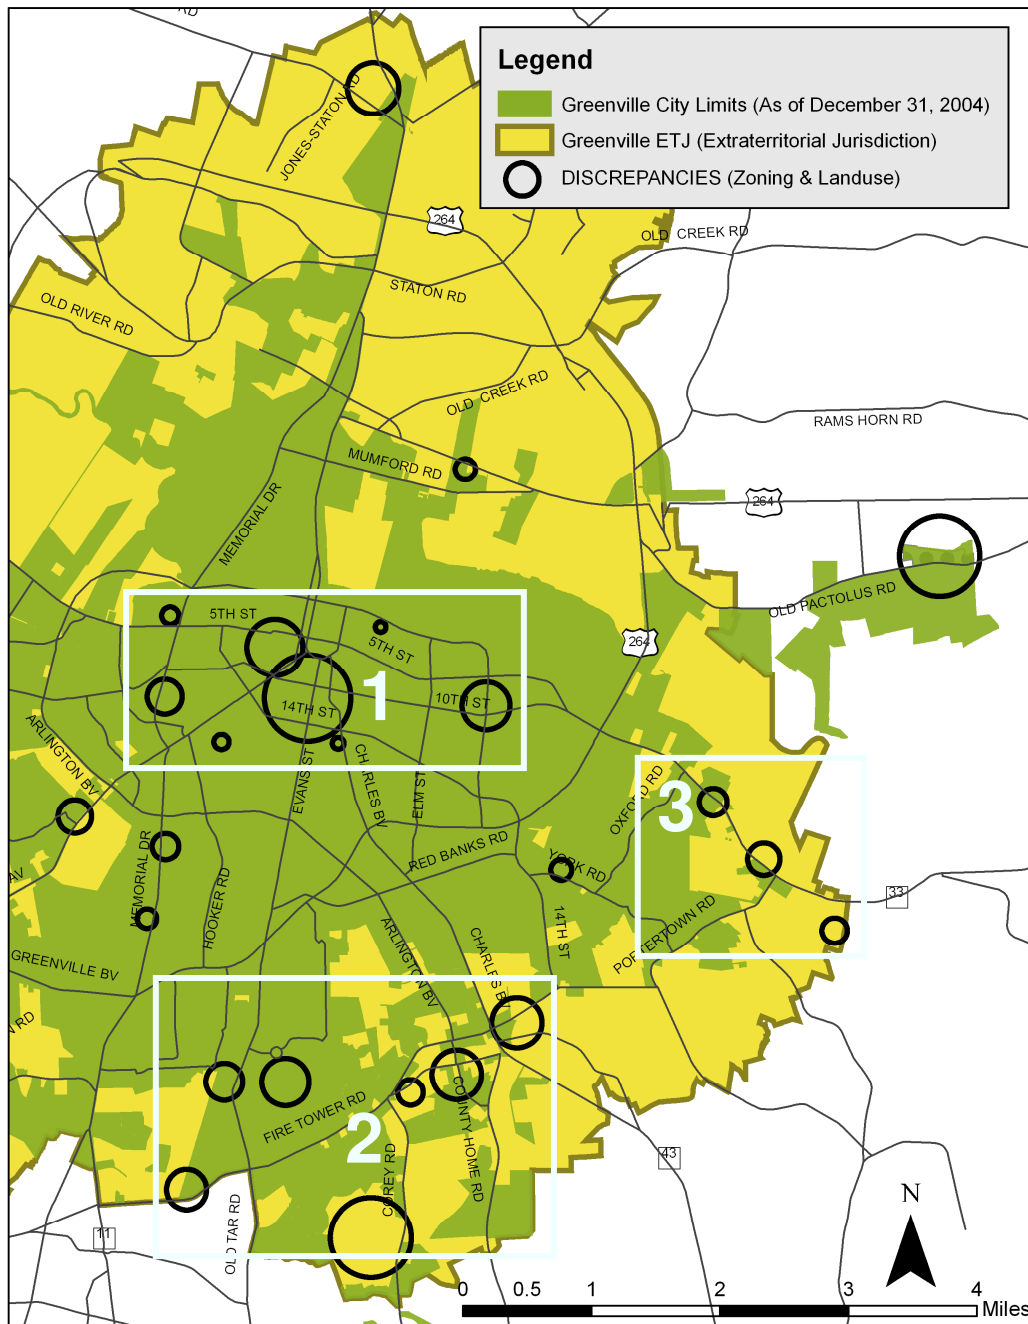 RD
Legend
Greenville City Limits (As of December 31, 2004)
Greenville ETJ (Extraterritorial Jurisdiction)
DISCREPANCIES (Zoning & Landuse)
JONES-STATON RD
264
OLD CREEK RD
STATON RD
OLD RIVER RD
OLD CREEK RD
RAMS HORN RD
MUMFORD RD
264
MEMORIAL DR
OLD PACTOLUS RD
5TH ST
5TH ST
264
1
10TH ST
14TH ST
ARLINGTON BV
EVANS ST
CHARLES BV
ELM ST
OXFORD RD
3
MEMORIAL DR
RED BANKS RD
YORK RD
AV
HOOKER RD
33
14TH ST
PORTERTOWN RD
ARLINGTON BV
CHARLES BV
GREENVILLE BV
N RD
FIRE TOWER RD
2
COUNTY HOME RD
COREY RD
43
OLD TAR RD
11
N
0 0.5 1 2 3 4
Miles